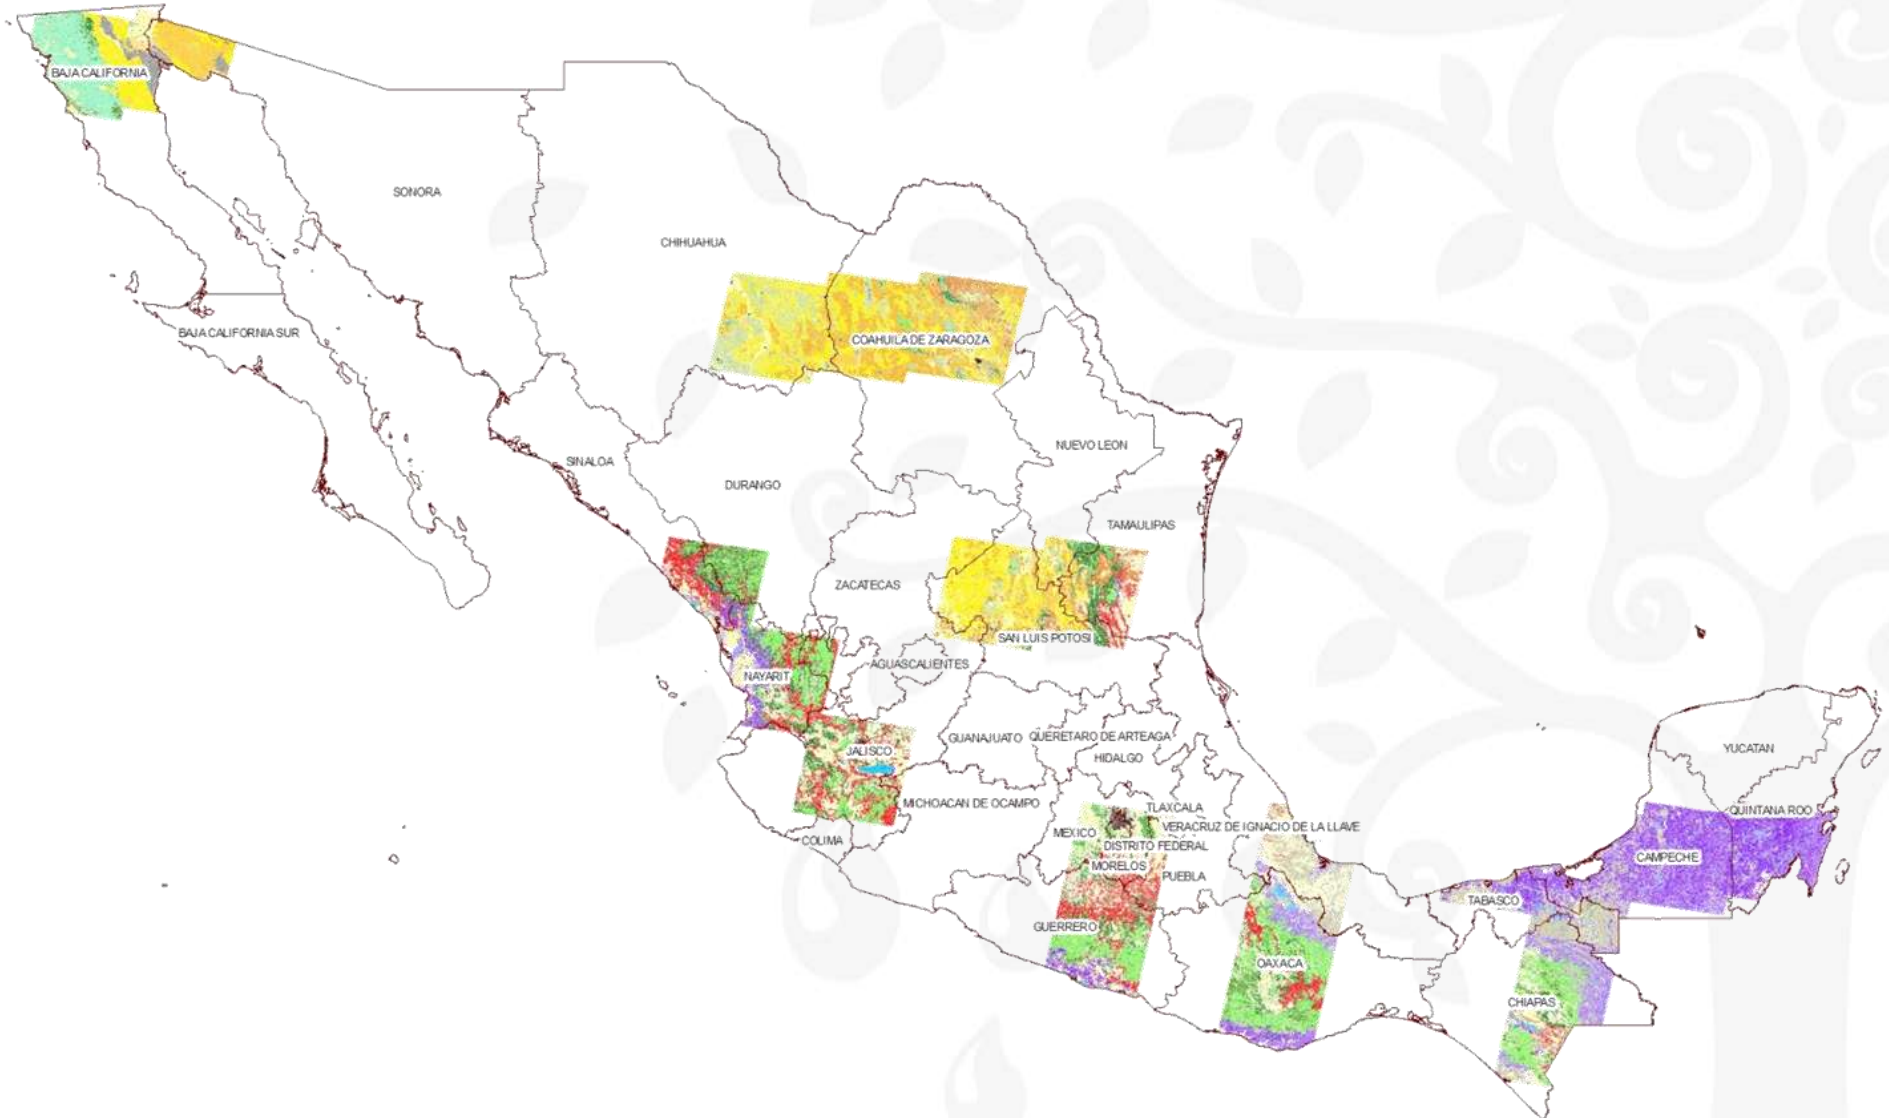 BAJA CALIFORNIA
SONORA
CHIHUAHUA
BAJA CALIFORNIA SUR
COAHUILA DE ZARAGOZA
NUEVO LEON
SINALOA
DURANGO
TAMAULIPAS
ZACATECAS
SAN LUIS POTOSI
AGUASCALIENTES
NAYARIT
JALISCO
GUANAJUATO
QUERETARO DE ARTEAGA
HIDALGO
YUCATAN
MICHOACAN DE OCAMPO
TLAXCALA
QUINTANA ROO
MEXICO
VERACRUZ DE IGNACIO DE LA LLAVE
COLIMA
DISTRITO FEDERAL
MORELOS
PUEBLA
CAMPECHE
TABASCO
GUERRERO
OAXACA
CHIAPAS